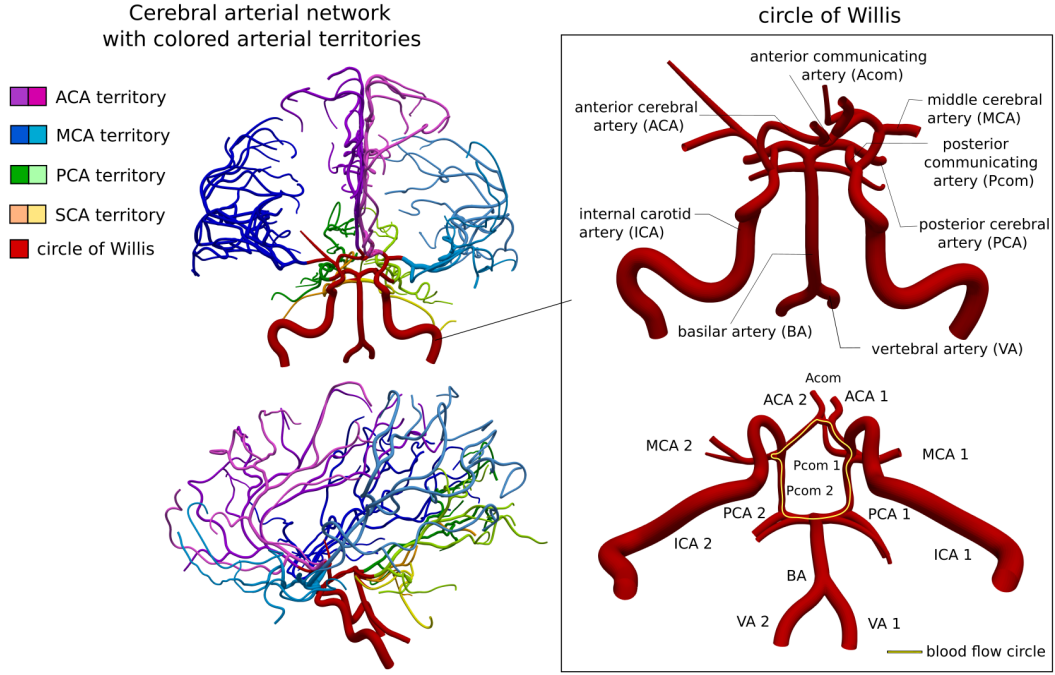 Cerebral arterial network
with colored arterial territories
ACA territory
MCA territory
PCA territory
SCA territory
circle of Willis
circle of Willis
anterior communicating
artery (Acom)
anterior cerebral
artery (ACA)
middle cerebral
artery (MCA)
posterior
communicating
artery (Pcom)
internal carotid
artery (ICA)
posterior cerebral
artery (PCA)
basilar artery (BA)
vertebral artery (VA)
Acom
ACA 2
ACA 1
MCA 2
MCA 1
Pcom 1
Pcom 2
PCA 2
PCA 1
ICA 2
ICA 1
BA
VA 2
VA 1
blood flow circle